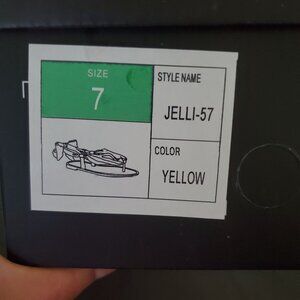 SIZE
7
STYLE NAME
JELLI-57
COLOR
YELLOW